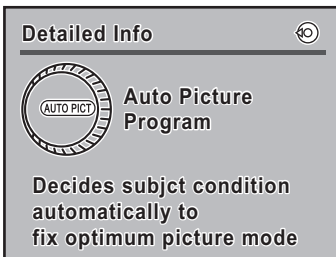 Detailed Info
AUTO PICT
Auto Picture
Program
Decides subjct condition
automatically to
fix optimum picture mode